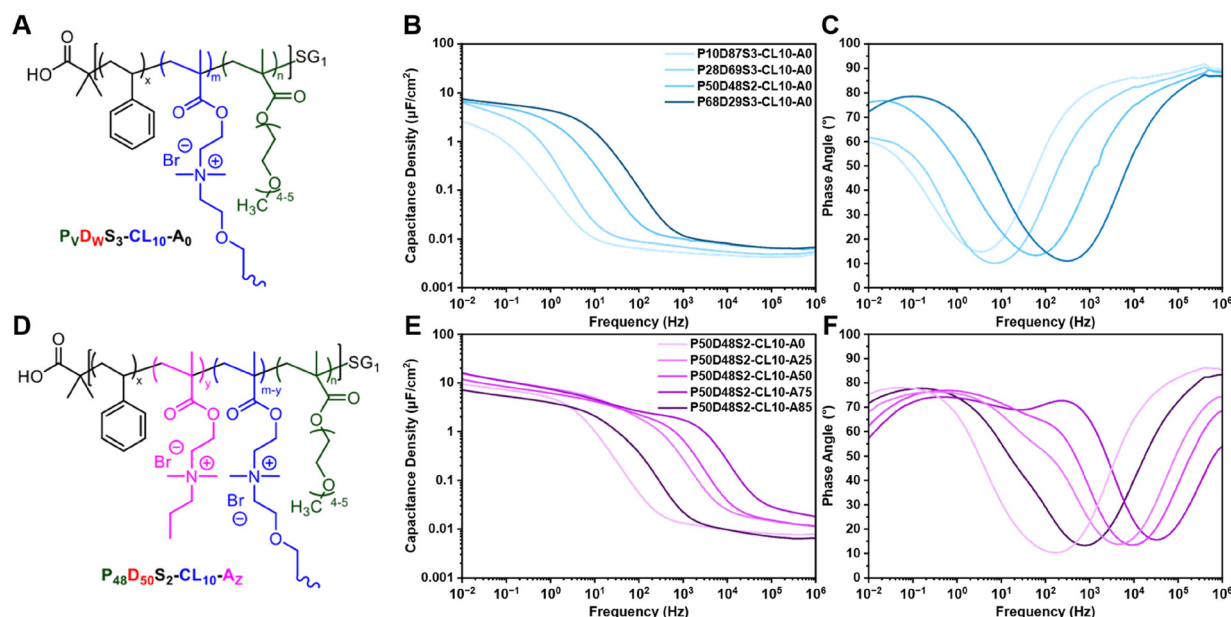 A
O
HO
SG₁
x
m
n
O
O
O
O
Br
⊖
⊕
N
O
H₃C
O
4-5
PᵥD_WS₃-CL₁₀-A₀
B
Capacitance Density (µF/cm²)
100
10
1
0.1
0.01
0.001
P10D87S3-CL10-A0
P28D69S3-CL10-A0
P50D48S2-CL10-A0
P68D29S3-CL10-A0
10⁻² 10⁻¹ 10⁰ 10¹ 10² 10³ 10⁴ 10⁵ 10⁶
Frequency (Hz)
C
Phase Angle (°)
100
90
80
70
60
50
40
30
20
10
0
10⁻² 10⁻¹ 10⁰ 10¹ 10² 10³ 10⁴ 10⁵ 10⁶
Frequency (Hz)
D
O
HO
SG₁
x
y
m-y
n
O
O
O
O
O
O
Br
⊖
⊕
N
Br
⊖
⊕
N
O
H₃C
O
4-5
P₄₈D₅₀S₂-CL₁₀-A_Z
E
Capacitance Density (µF/cm²)
100
10
1
0.1
0.01
0.001
P50D48S2-CL10-A0
P50D48S2-CL10-A25
P50D48S2-CL10-A50
P50D48S2-CL10-A75
P50D48S2-CL10-A85
10⁻² 10⁻¹ 10⁰ 10¹ 10² 10³ 10⁴ 10⁵ 10⁶
Frequency (Hz)
F
Phase Angle (°)
100
90
80
70
60
50
40
30
20
10
0
10⁻² 10⁻¹ 10⁰ 10¹ 10² 10³ 10⁴ 10⁵ 10⁶
Frequency (Hz)